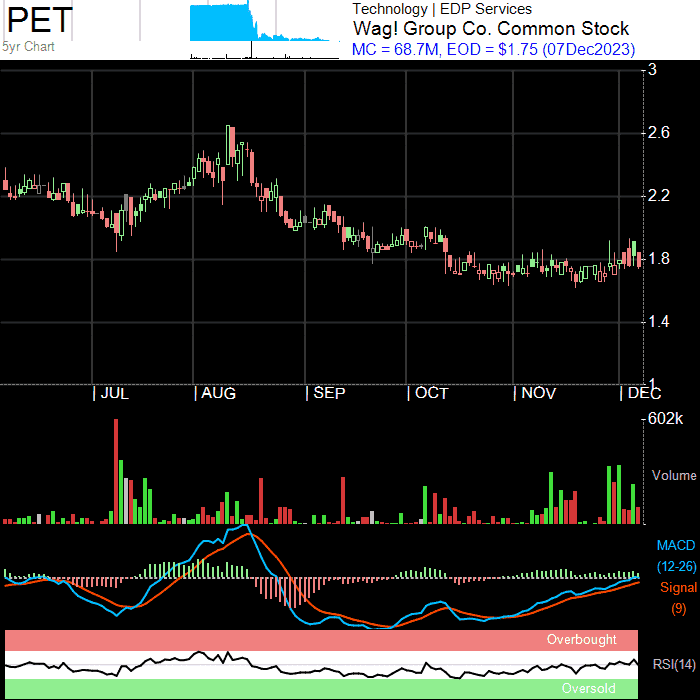 PET
5yr Chart
Technology | EDP Services
Wag! Group Co. Common Stock
MC = 68.7M, EOD = $1.75 (07Dec2023)
3
2.6
2.2
1.8
1.4
1
| JUL | AUG | SEP | OCT | NOV | DEC
602k
Volume
MACD
(12-26)
Signal
(9)
Overbought
RSI(14)
Oversold